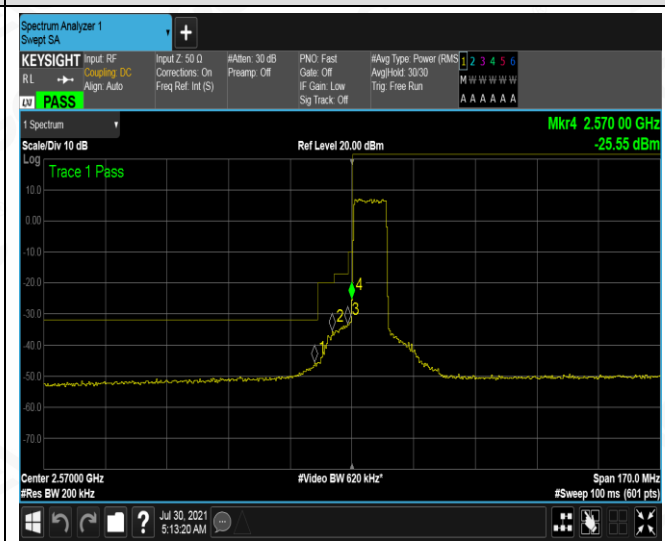 Spectrum Analyzer 1
Swept SA
+
KEYSIGHT Input: RF Input Z: 50 Ω #Atten: 30 dB PNO: Fast #Avg Type: Power (RMS 1 2 3 4 5 6
RL Coupling: DC Corrections: On Preamp: Off Gate: Off Avg|Hold: 30/30 M W W W W W
Align: Auto Freq Ref: Int (S) IF Gain: Low Trig: Free Run
LXI PASS Sig Track: Off A A A A A A
1 Spectrum Mkr4 2.570 00 GHz
Scale/Div 10 dB Ref Level 20.00 dBm -25.55 dBm
Log
Trace 1 Pass
10.0
0.00
-10.0
-20.0
4
-30.0
2 3
-40.0
1
-50.0
-60.0
-70.0
Center 2.57000 GHz #Video BW 620 kHz* Span 170.0 MHz
#Res BW 200 kHz #Sweep 100 ms (601 pts)
? Jul 30, 2021
5:13:20 AM